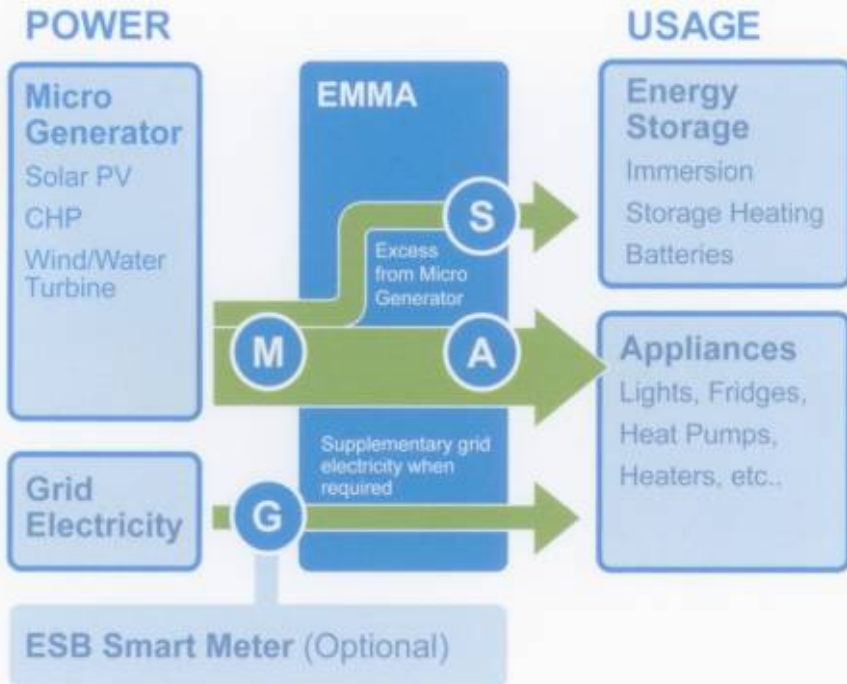 POWER
USAGE
Micro
Generator
Solar PV
CHP
Wind/Water
Turbine
EMMA
S
Excess
from Micro
Generator
M
A
Energy
Storage
Immersion
Storage Heating
Batteries
Appliances
Lights, Fridges,
Heat Pumps,
Heaters, etc..
Supplementary grid
electricity when
required
Grid
Electricity
G
ESB Smart Meter (Optional)